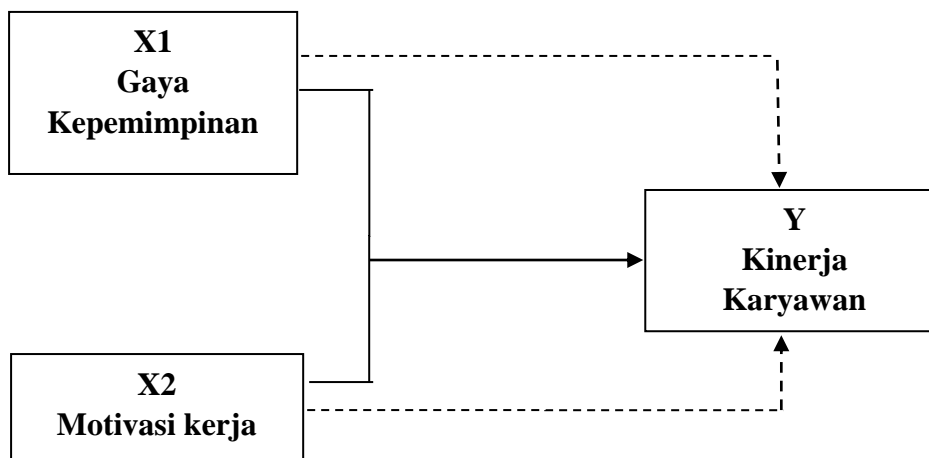 X1
Gaya
Kepemimpinan
Y
Kinerja
Karyawan
X2
Motivasi kerja